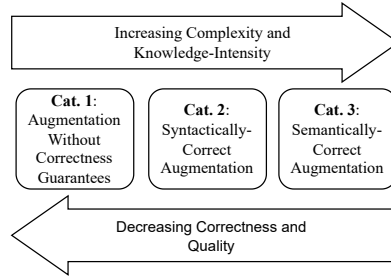 Increasing Complexity and
Knowledge-Intensity
Cat. 1:
Augmentation
Without
Correctness
Guarantees
Cat. 2:
Syntactically-
Correct
Augmentation
Cat. 3:
Semantically-
Correct
Augmentation
Decreasing Correctness and
Quality